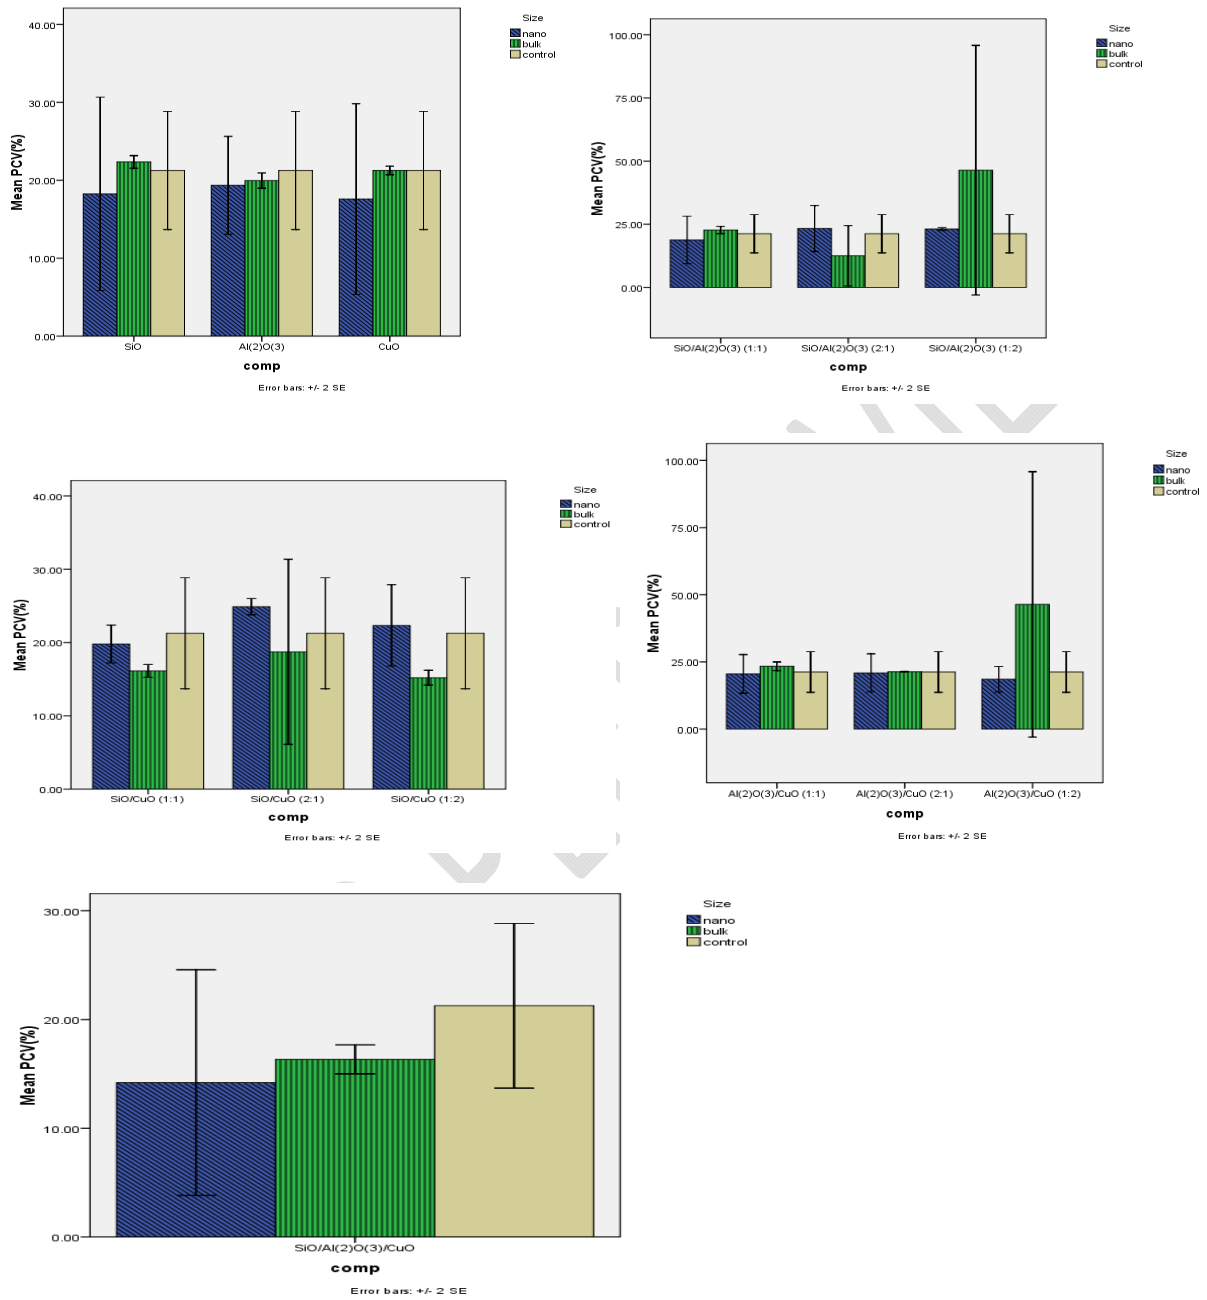 Size
nano
bulk
control
40.00
30.00
20.00
10.00
0.00
Mean PCV(%)
SiO
Al(2)O(3)
CuO
comp
Error bars: +/- 2 SE
Size
nano
bulk
control
100.00
75.00
50.00
25.00
0.00
Mean PCV(%)
SiO/Al(2)O(3) (1:1)
SiO/Al(2)O(3) (2:1)
SiO/Al(2)O(3) (1:2)
comp
Error bars: +/- 2 SE
Size
nano
bulk
control
40.00
30.00
20.00
10.00
0.00
Mean PCV(%)
SiO/CuO (1:1)
SiO/CuO (2:1)
SiO/CuO (1:2)
comp
Error bars: +/- 2 SE
Size
nano
bulk
control
100.00
75.00
50.00
25.00
0.00
Mean PCV(%)
Al(2)O(3)/CuO (1:1)
Al(2)O(3)/CuO (2:1)
Al(2)O(3)/CuO (1:2)
comp
Error bars: +/- 2 SE
Size
nano
bulk
control
30.00
20.00
10.00
0.00
Mean PCV(%)
SiO/Al(2)O(3)/CuO
comp
Error bars: +/- 2 SE